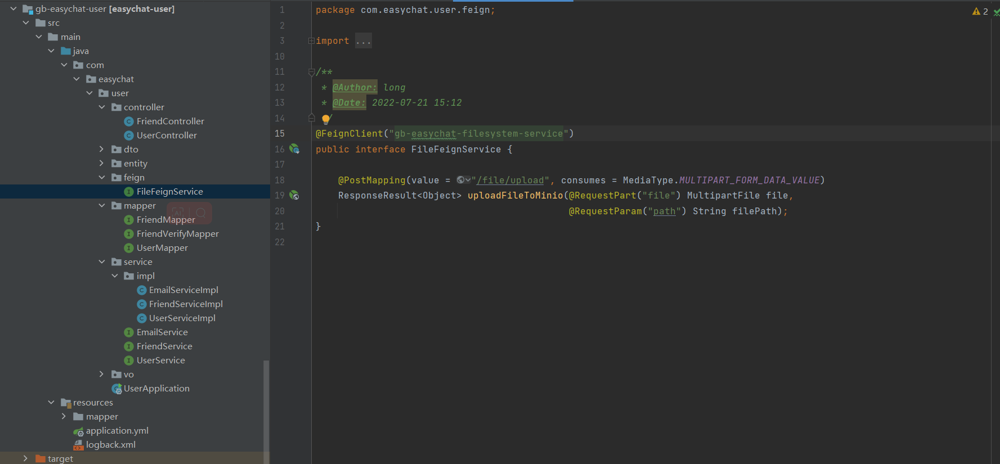 gb-easychat-user [easychat-user]
src
main
java
com
easychat
user
controller
FriendController
UserController
dto
entity
feign
FileFeignService
mapper
FriendMapper
FriendVerifyMapper
UserMapper
service
impl
EmailServiceImpl
FriendServiceImpl
UserServiceImpl
EmailService
FriendService
UserService
vo
UserApplication
resources
mapper
application.yml
logback.xml
target
1 package com.easychat.user.feign;
2
3 import ...
10
11 /**
12 * @Author: long
13 * @Date: 2022-07-21 15:12
14 /
15 @FeignClient("gb-easychat-filesystem-service")
16 public interface FileFeignService {
17
18 @PostMapping(value = "/file/upload", consumes = MediaType.MULTIPART_FORM_DATA_VALUE)
19 ResponseResult<Object> uploadFileToMinio(@RequestPart("file") MultipartFile file,
20 @RequestParam("path") String filePath);
21 }
22
2
AI